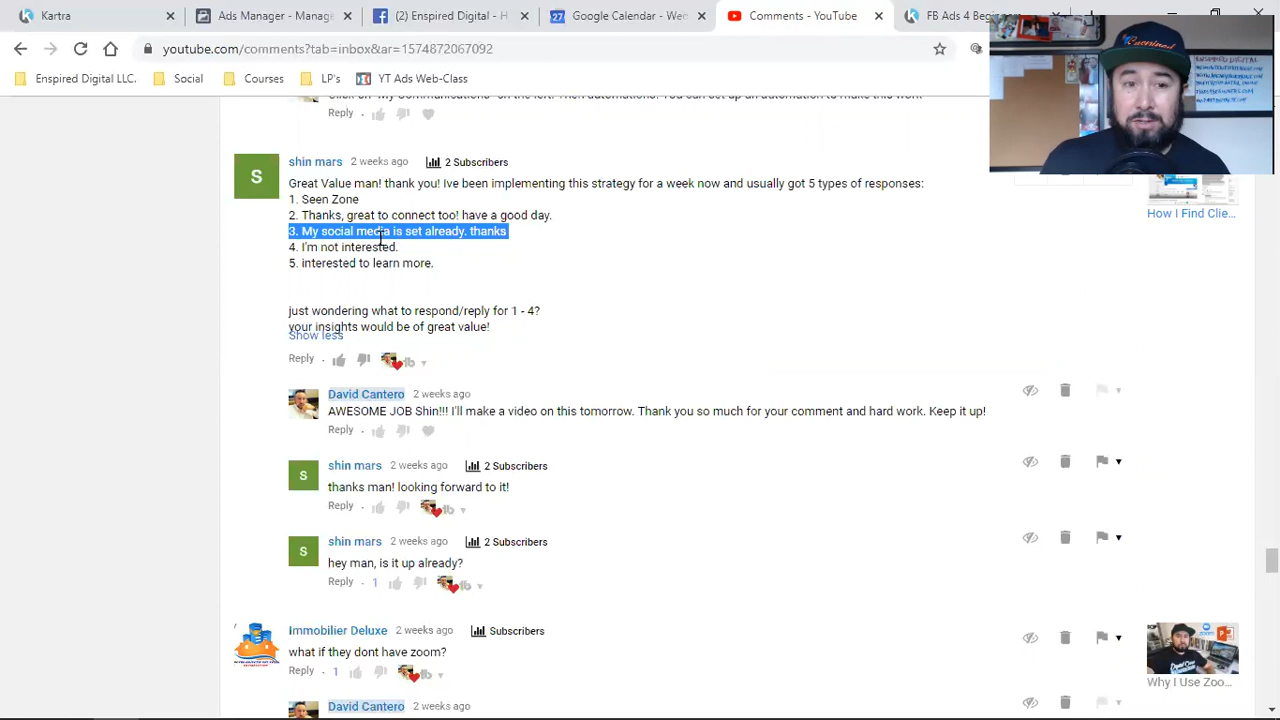 Kartra
Ads Manager - Manage
(2) Enspired Digital - H
27 Google Calendar - Wee
Comments - YouTube
FB Ads 4 Begin
youtube.com/comments?tab=inbox&ar=1574872067092
Enspired Digital LLC.
Social
Courses
LP's
YT Ads Web-Class
Reply
shin mars 2 weeks ago 2 Subscribers
Great Value man! thank you! Ive been implementing this strategy for a week now and usually got 5 types of responses:
1. Seen Zone
2. Thanks, great to connect too! have a good day.
3. My social media is set already. thanks
4. I'm not interested.
5. interested to learn more.
just wondering what to respond/reply for 1 - 4?
your insights would be of great value!
Show less
Reply
How I Find Clie...
David Cantero 2 weeks ago
AWESOME JOB Shin!!! I'll make a video on this tomorrow. Thank you so much for your comment and hard work. Keep it up!
Reply
shin mars 2 weeks ago 2 Subscribers
thanks man! looking forward to it!
Reply
shin mars 2 weeks ago 2 Subscribers
hey man, is it up already?
Reply 1
Immobilier Deluxe 2 weeks ago Subscribers
what if they dont have zoom?
Reply 1
Why I Use Zoo...
David Cantero 2 weeks ago